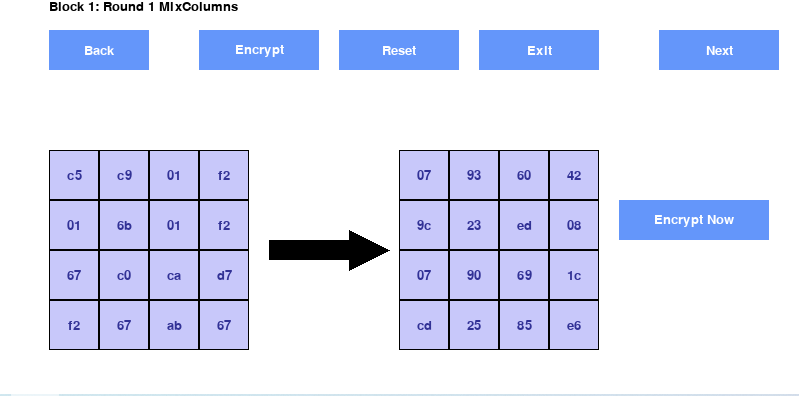 Block 1: Round 1 MixColumns
Back Encrypt Reset Exit Next
c5 c9 01 f2 07 93 60 42
01 6b 01 f2 9c 23 ed 08
Encrypt Now
67 c0 ca d7 07 90 69 1c
f2 67 ab 67 cd 25 85 e6